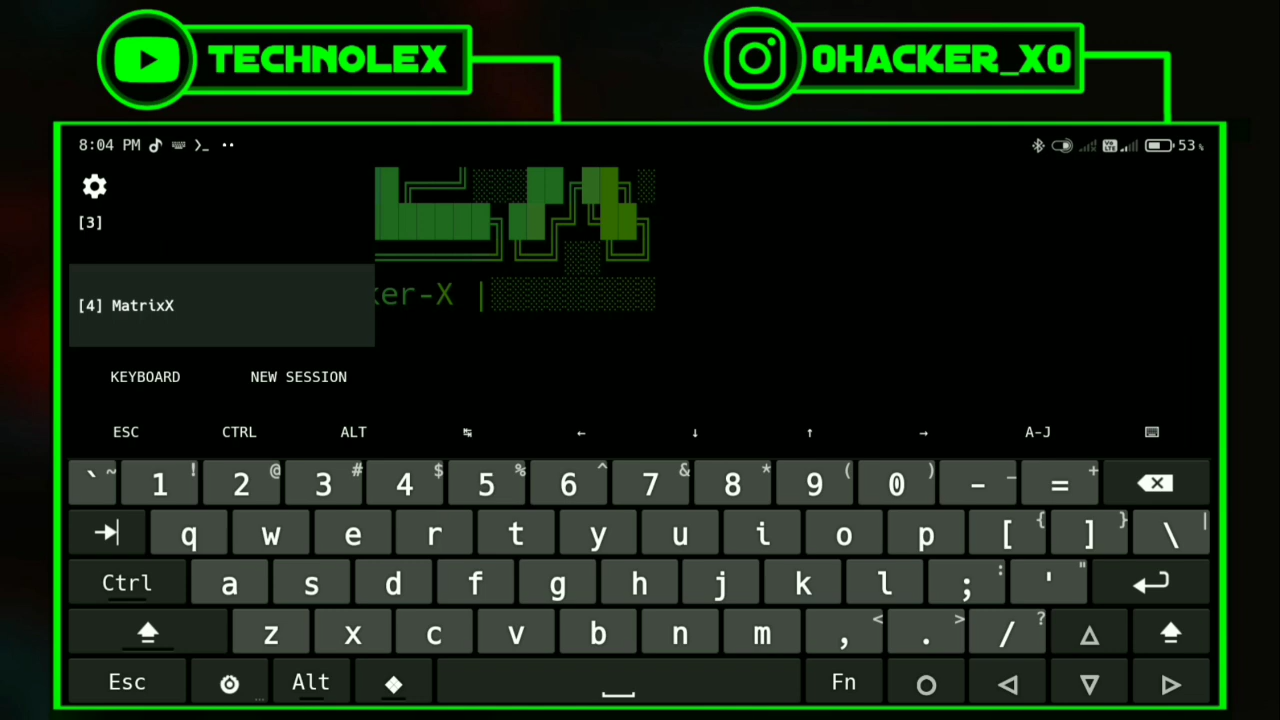 TECHNOLEX
0HACKER_X0
8:04 PM
53%
[3]
ker-X |
[4] MatrixX
KEYBOARD NEW SESSION
ESC CTRL ALT ↹ ← ↓ ↑ → A-J
` ~ 1 ! 2 @ 3 # 4 $ 5 % 6 ^ 7 & 8 * 9 ( 0 ) - _ = +
q w e r t y u i o p [ { ] } \ |
Ctrl a s d f g h j k l ; : ' "
z x c v b n m , < . > / ?
Esc Alt Fn